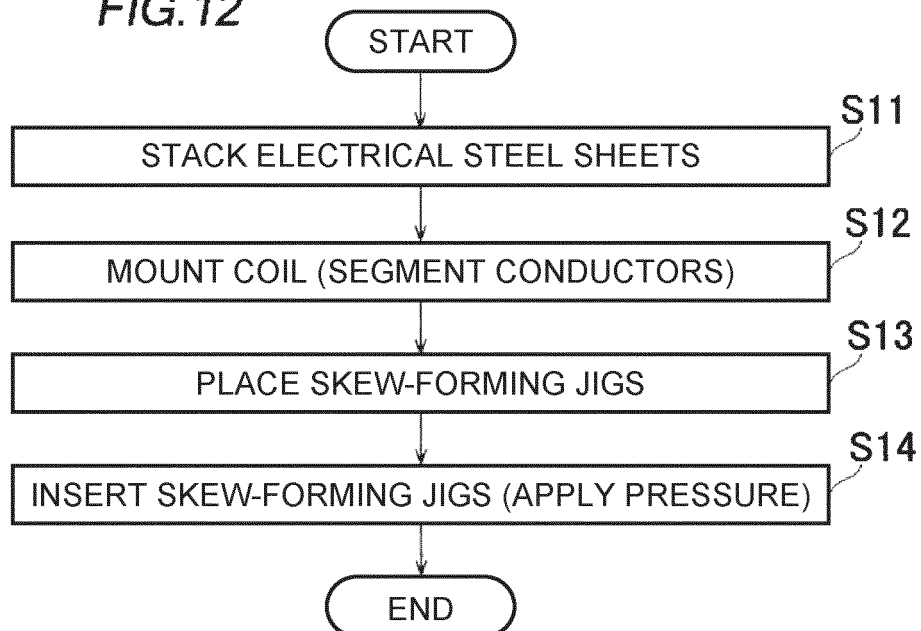 FIG. 12
START
S11
STACK ELECTRICAL STEEL SHEETS
S12
MOUNT COIL (SEGMENT CONDUCTORS)
S13
PLACE SKEW-FORMING JIGS
S14
INSERT SKEW-FORMING JIGS (APPLY PRESSURE)
END